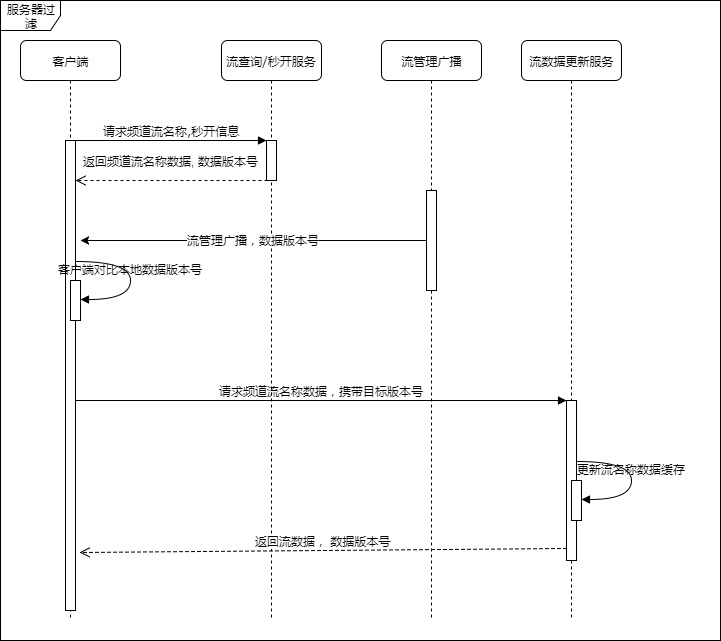 服务器过
滤
客户端
流查询/秒开服务
流管理广播
流数据更新服务
请求频道流名称,秒开信息
返回频道流名称数据, 数据版本号
流管理广播，数据版本号
客户端对比本地数据版本号
请求频道流名称数据，携带目标版本号
更新流名称数据缓存
返回流数据， 数据版本号